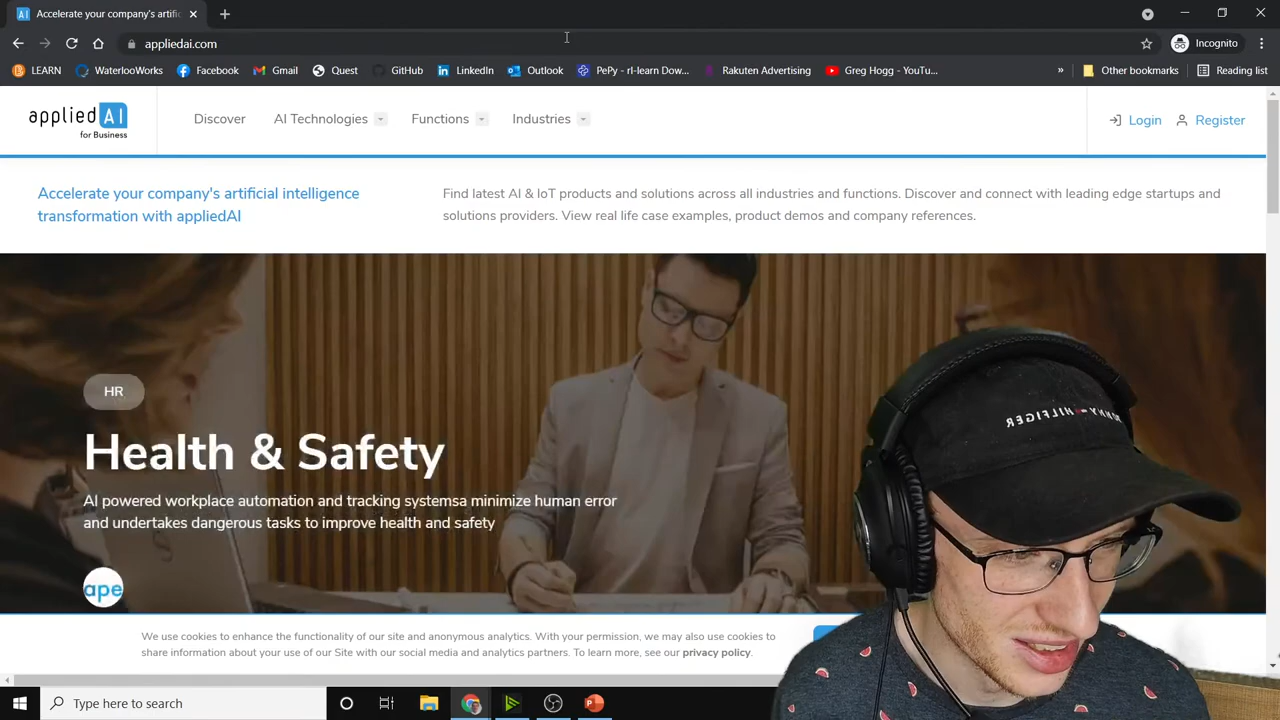 AI Accelerate your company's artific
appliedai.com
Incognito
LEARN WaterlooWorks Facebook Gmail Quest GitHub LinkedIn Outlook PePy - rl-learn Dow... Rakuten Advertising Greg Hogg - YouTu... » Other bookmarks Reading list
appliedAI
for Business
Discover AI Technologies Functions Industries
Login Register
Accelerate your company's artificial intelligence
transformation with appliedAI
Find latest AI & IoT products and solutions across all industries and functions. Discover and connect with leading edge startups and
solutions providers. View real life case examples, product demos and company references.
HR
Health & Safety
AI powered workplace automation and tracking systemsa minimize human error
and undertakes dangerous tasks to improve health and safety
ape
We use cookies to enhance the functionality of our site and anonymous analytics. With your permission, we may also use cookies to
share information about your use of our Site with our social media and analytics partners. To learn more, see our privacy policy.
Type here to search